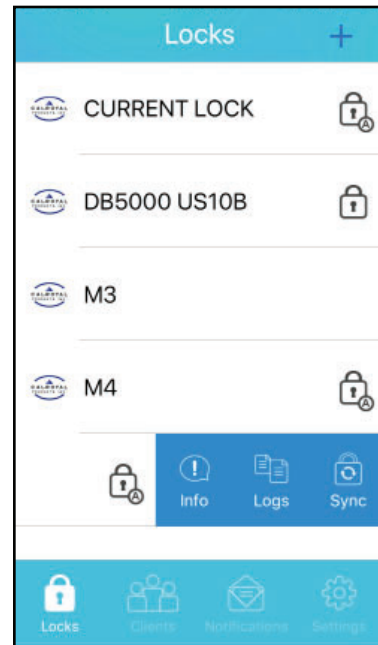 Locks +
CURRENT LOCK
A
DB5000 US10B
M3
M4
A
A
Info Logs Sync
Locks Clients Notifications Settings